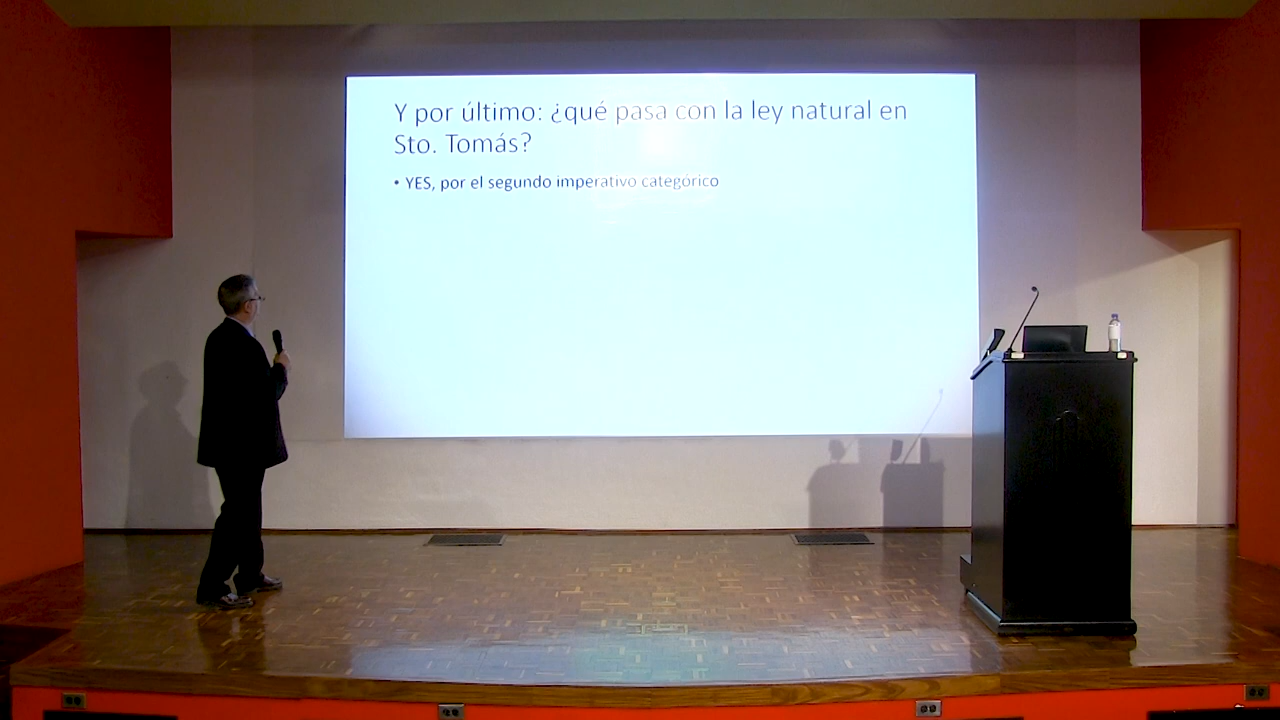 Y por último: ¿qué pasa con la ley natural en
Sto. Tomás?
• YES, por el segundo imperativo categórico